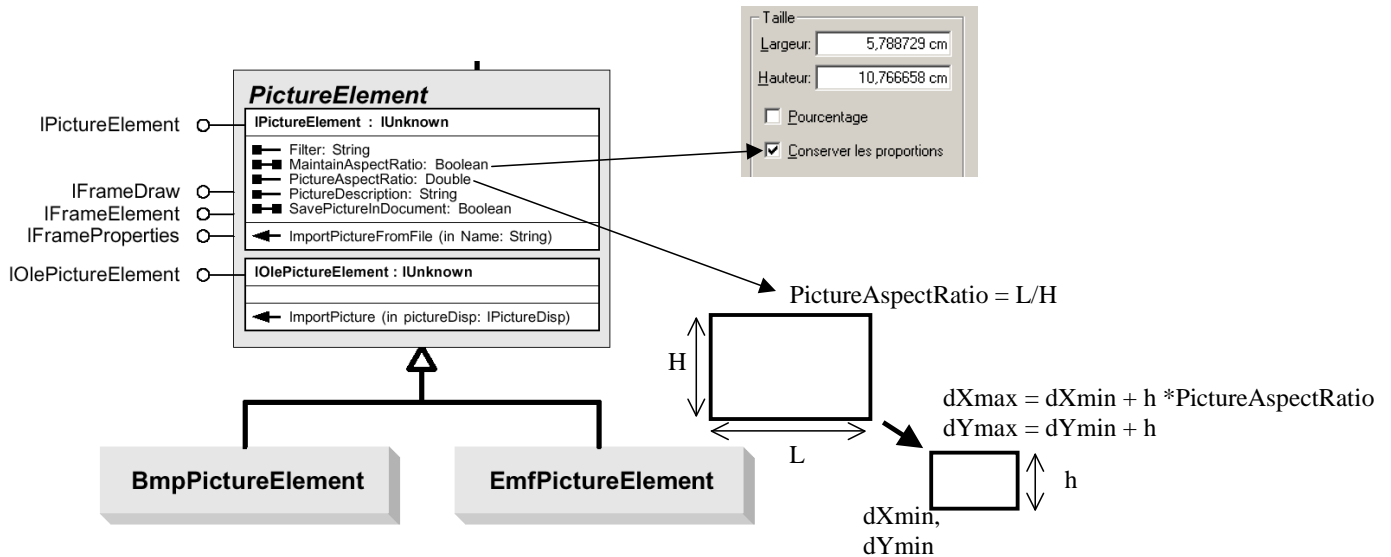 Taille
Largeur: 5,788729 cm
Hauteur: 10,766658 cm
Pourcentage
Conserver les proportions
PictureElement
IPictureElement
IPictureElement : IUnknown
Filter: String
MaintainAspectRatio: Boolean
PictureAspectRatio: Double
PictureDescription: String
SavePictureInDocument: Boolean
IFrameDraw
IFrameElement
IFrameProperties
ImportPictureFromFile (in Name: String)
IOlePictureElement
IOlePictureElement : IUnknown
ImportPicture (in pictureDisp: IPictureDisp)
PictureAspectRatio = L/H
H
L
dXmax = dXmin + h *PictureAspectRatio
dYmax = dYmin + h
h
dXmin,
dYmin
BmpPictureElement
EmfPictureElement